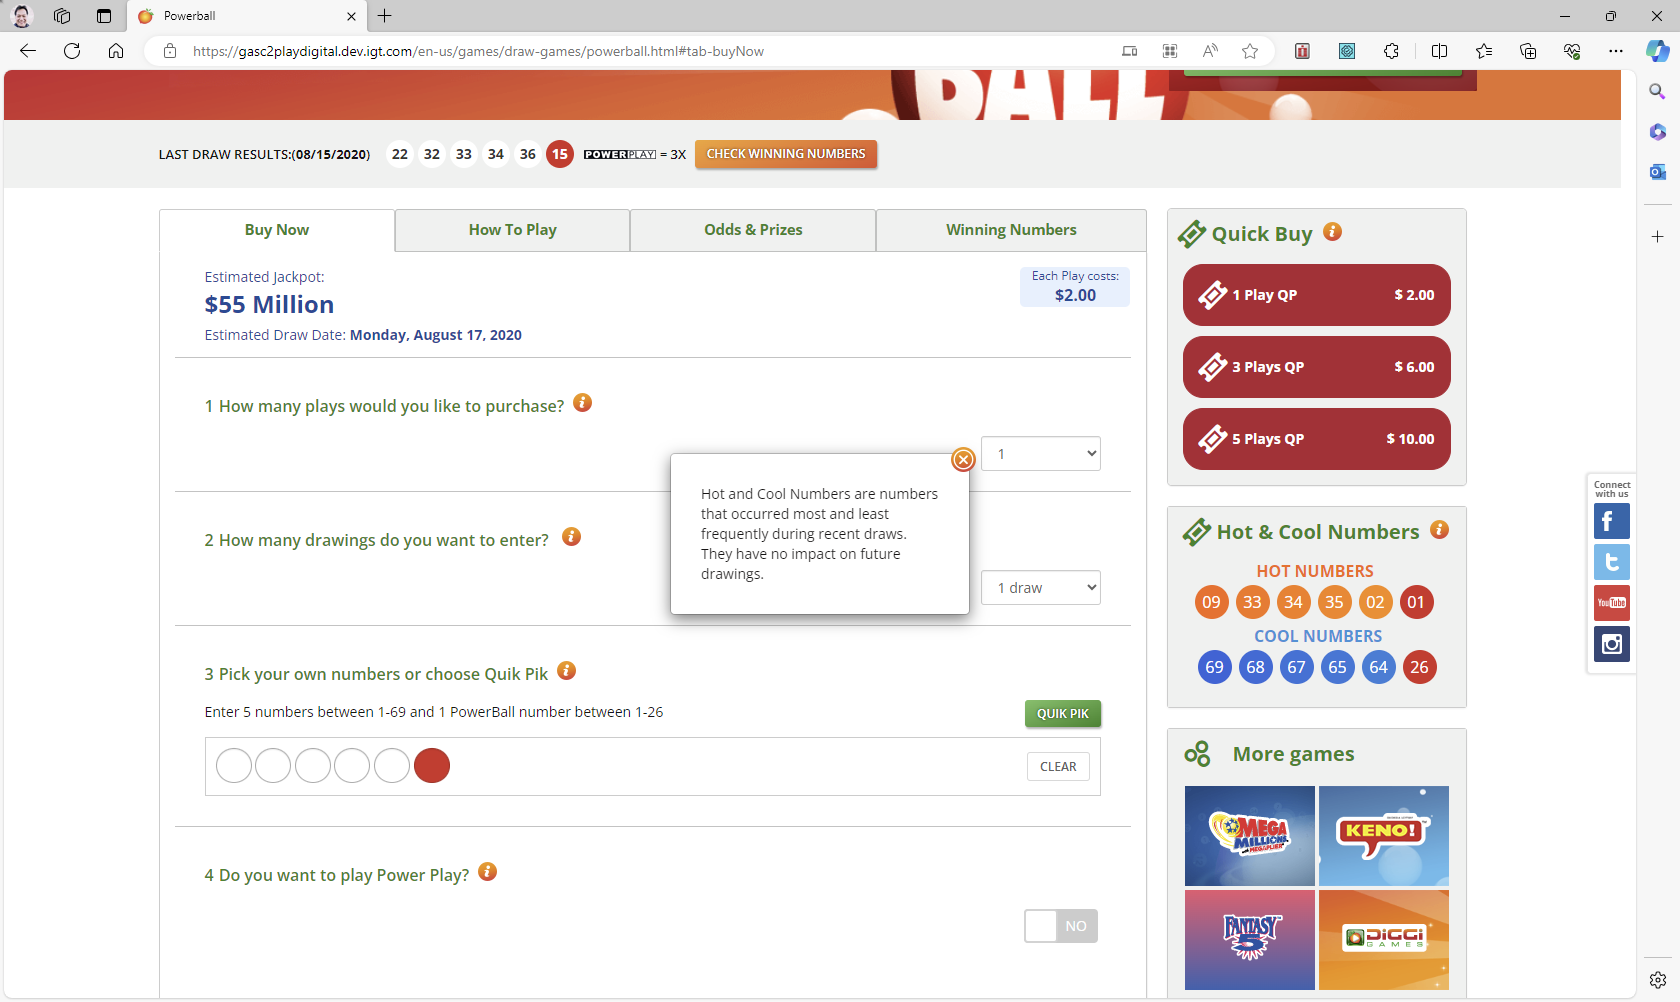 Powerball
https://gasc2playdigital.dev.igt.com/en-us/games/draw-games/powerball.html#tab-buyNow
BALL
LAST DRAW RESULTS:(08/15/2020) 22 32 33 34 36 15 POWERPLAY = 3X CHECK WINNING NUMBERS
Buy Now How To Play Odds & Prizes Winning Numbers
Estimated Jackpot:
$55 Million
Estimated Draw Date: Monday, August 17, 2020
Each Play costs:
$2.00
1 How many plays would you like to purchase?
1
Hot and Cool Numbers are numbers
that occurred most and least
frequently during recent draws.
They have no impact on future
drawings.
2 How many drawings do you want to enter?
1 draw
3 Pick your own numbers or choose Quik Pik
Enter 5 numbers between 1-69 and 1 PowerBall number between 1-26
QUIK PIK
CLEAR
4 Do you want to play Power Play?
NO
Quick Buy
1 Play QP $ 2.00
3 Plays QP $ 6.00
5 Plays QP $ 10.00
Hot & Cool Numbers
HOT NUMBERS
09 33 34 35 02 01
COOL NUMBERS
69 68 67 65 64 26
More games
MEGA
MILLIONS
MEGAPLIER
KENO!
FANTASY
5
DIGGI
GAMES
Connect
with us
YouTube